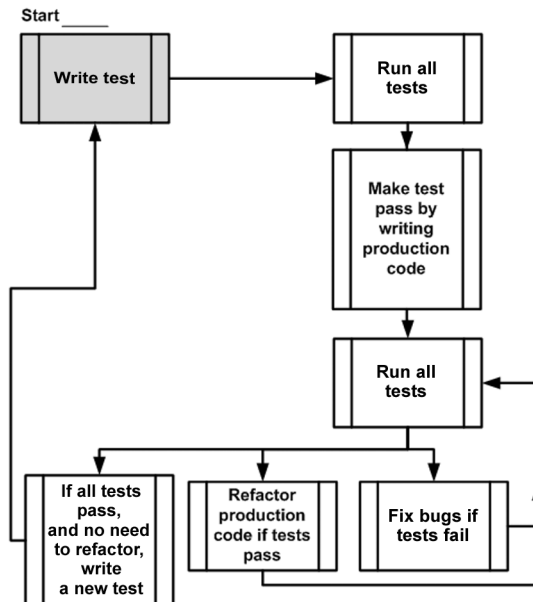 Start
Write test
Run all
tests
Make test
pass by
writing
production
code
Run all
tests
If all tests
pass,
and no need
to refactor,
write
a new test
Refactor
production
code if tests
pass
Fix bugs if
tests fail